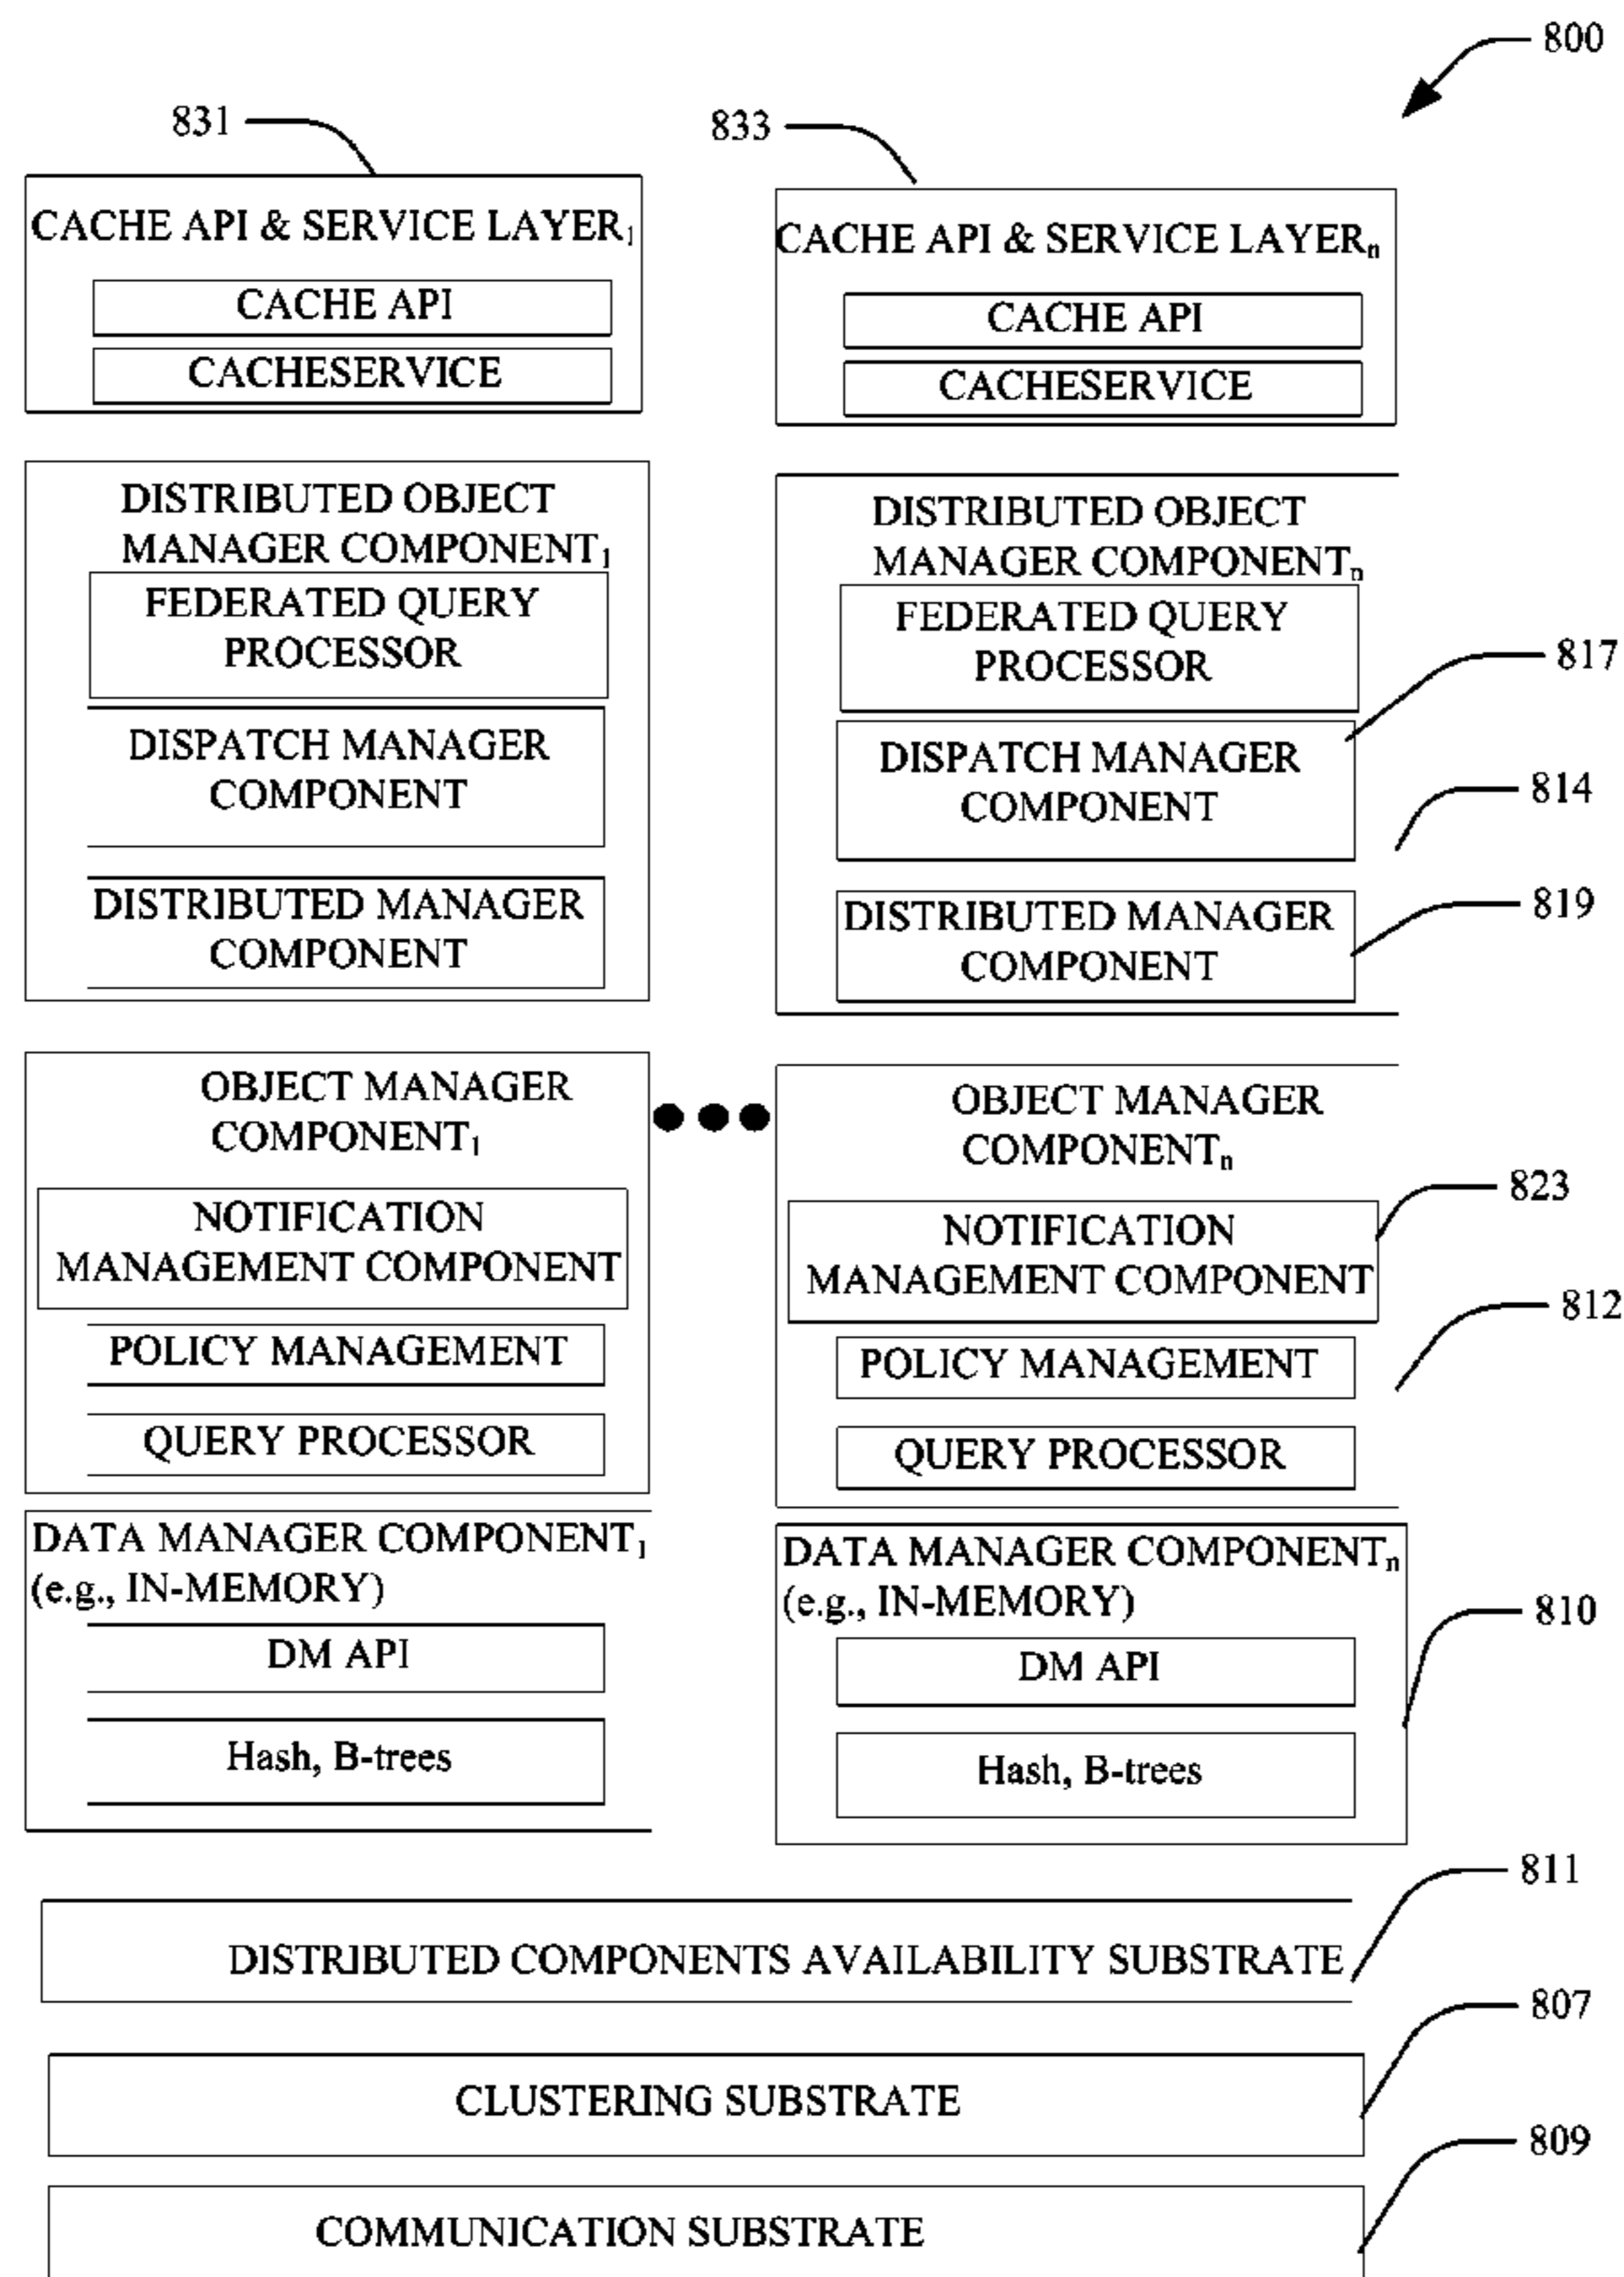 800
831
833
CACHE API & SERVICE LAYER1
CACHE API
CACHESERVICE
CACHE API & SERVICE LAYERn
CACHE API
CACHESERVICE
DISTRIBUTED OBJECT
MANAGER COMPONENT1
FEDERATED QUERY
PROCESSOR
DISPATCH MANAGER
COMPONENT
DISTRIBUTED MANAGER
COMPONENT
DISTRIBUTED OBJECT
MANAGER COMPONENTn
FEDERATED QUERY
PROCESSOR
DISPATCH MANAGER
COMPONENT
DISTRIBUTED MANAGER
COMPONENT
817
814
819
OBJECT MANAGER
COMPONENT1
NOTIFICATION
MANAGEMENT COMPONENT
POLICY MANAGEMENT
QUERY PROCESSOR
OBJECT MANAGER
COMPONENTn
NOTIFICATION
MANAGEMENT COMPONENT
POLICY MANAGEMENT
QUERY PROCESSOR
823
812
DATA MANAGER COMPONENT1
(e.g., IN-MEMORY)
DM API
Hash, B-trees
DATA MANAGER COMPONENTn
(e.g., IN-MEMORY)
DM API
Hash, B-trees
810
811
DISTRIBUTED COMPONENTS AVAILABILITY SUBSTRATE
807
CLUSTERING SUBSTRATE
809
COMMUNICATION SUBSTRATE